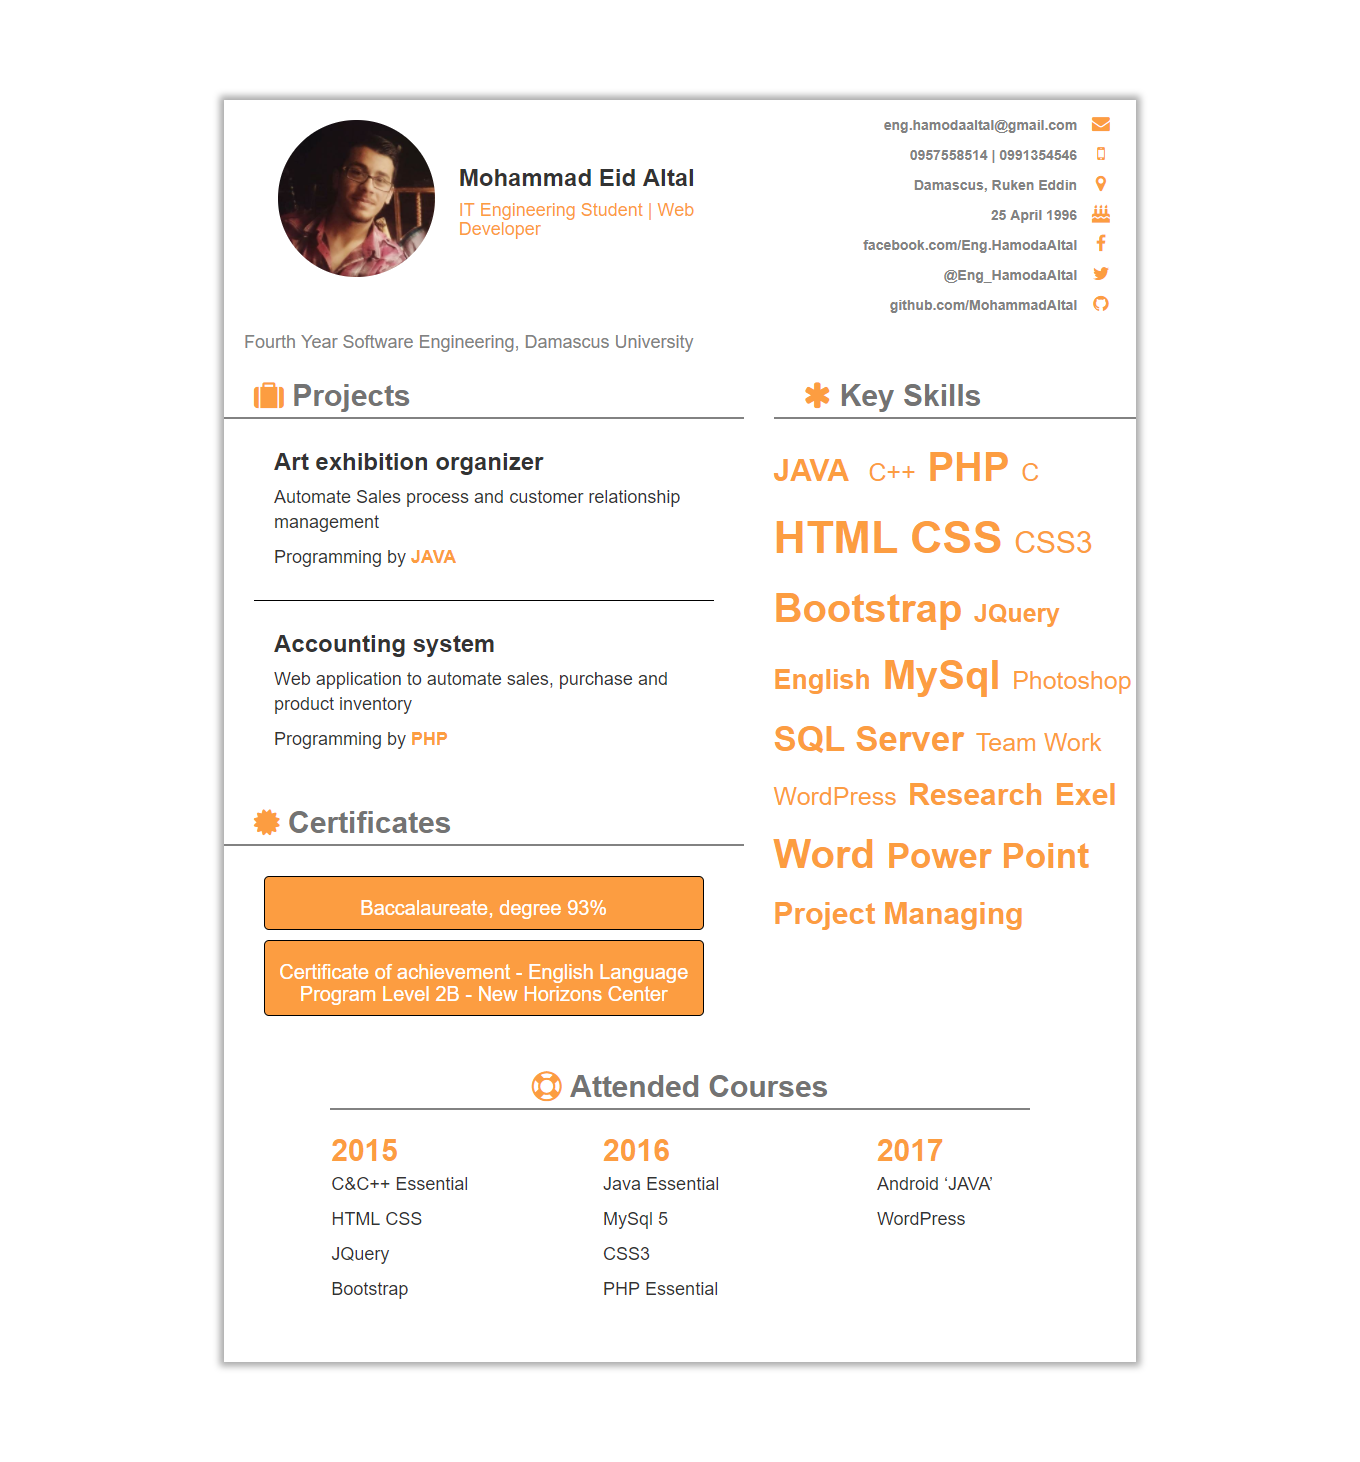 Mohammad Eid Altal
IT Engineering Student | Web
Developer
eng.hamodaaltal@gmail.com
0957558514 | 0991354546
Damascus, Ruken Eddin
25 April 1996
facebook.com/Eng.HamodaAltal
@Eng_HamodaAltal
github.com/MohammadAltal
Fourth Year Software Engineering, Damascus University
Projects
Art exhibition organizer
Automate Sales process and customer relationship
management
Programming by JAVA
Accounting system
Web application to automate sales, purchase and
product inventory
Programming by PHP
Certificates
Baccalaureate, degree 93%
Certificate of achievement - English Language
Program Level 2B - New Horizons Center
Key Skills
JAVA C++ PHP C
HTML CSS CSS3
Bootstrap JQuery
English MySql Photoshop
SQL Server Team Work
WordPress Research Exel
Word Power Point
Project Managing
Attended Courses
2015
C&C++ Essential
HTML CSS
JQuery
Bootstrap
2016
Java Essential
MySql 5
CSS3
PHP Essential
2017
Android ‘JAVA’
WordPress